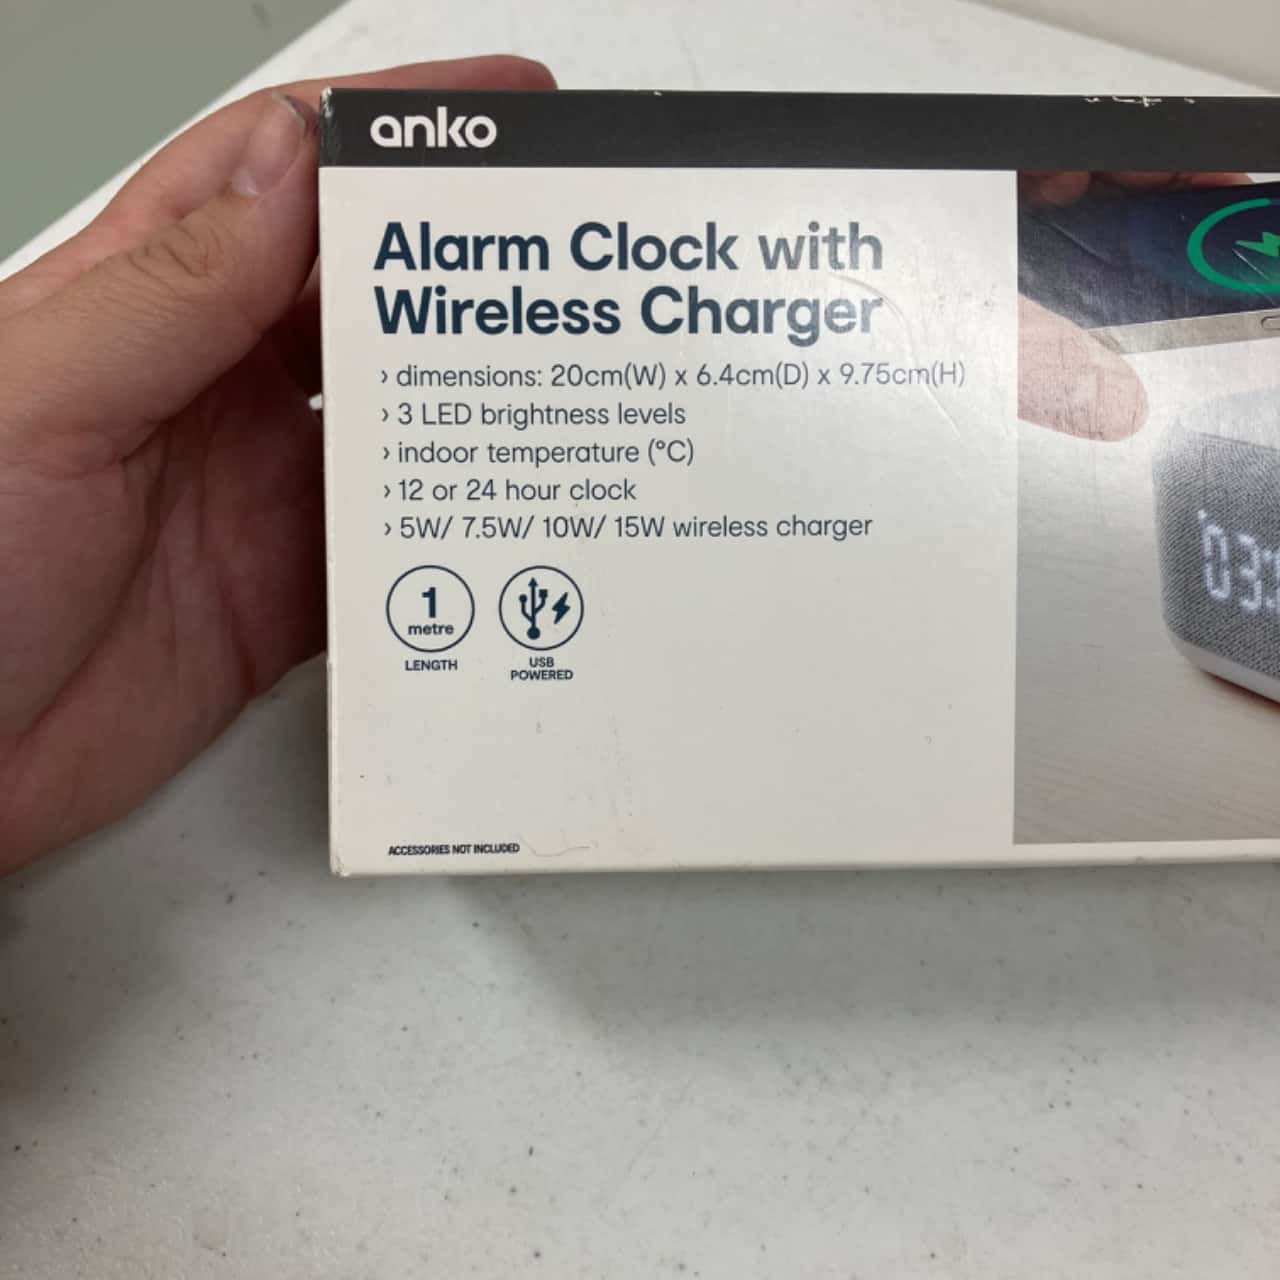 anko
Alarm Clock with
Wireless Charger
› dimensions: 20cm(W) x 6.4cm(D) x 9.75cm(H)
› 3 LED brightness levels
› indoor temperature (°C)
› 12 or 24 hour clock
› 5W/ 7.5W/ 10W/ 15W wireless charger
1
metre
LENGTH
USB
POWERED
03:
ACCESSORIES NOT INCLUDED